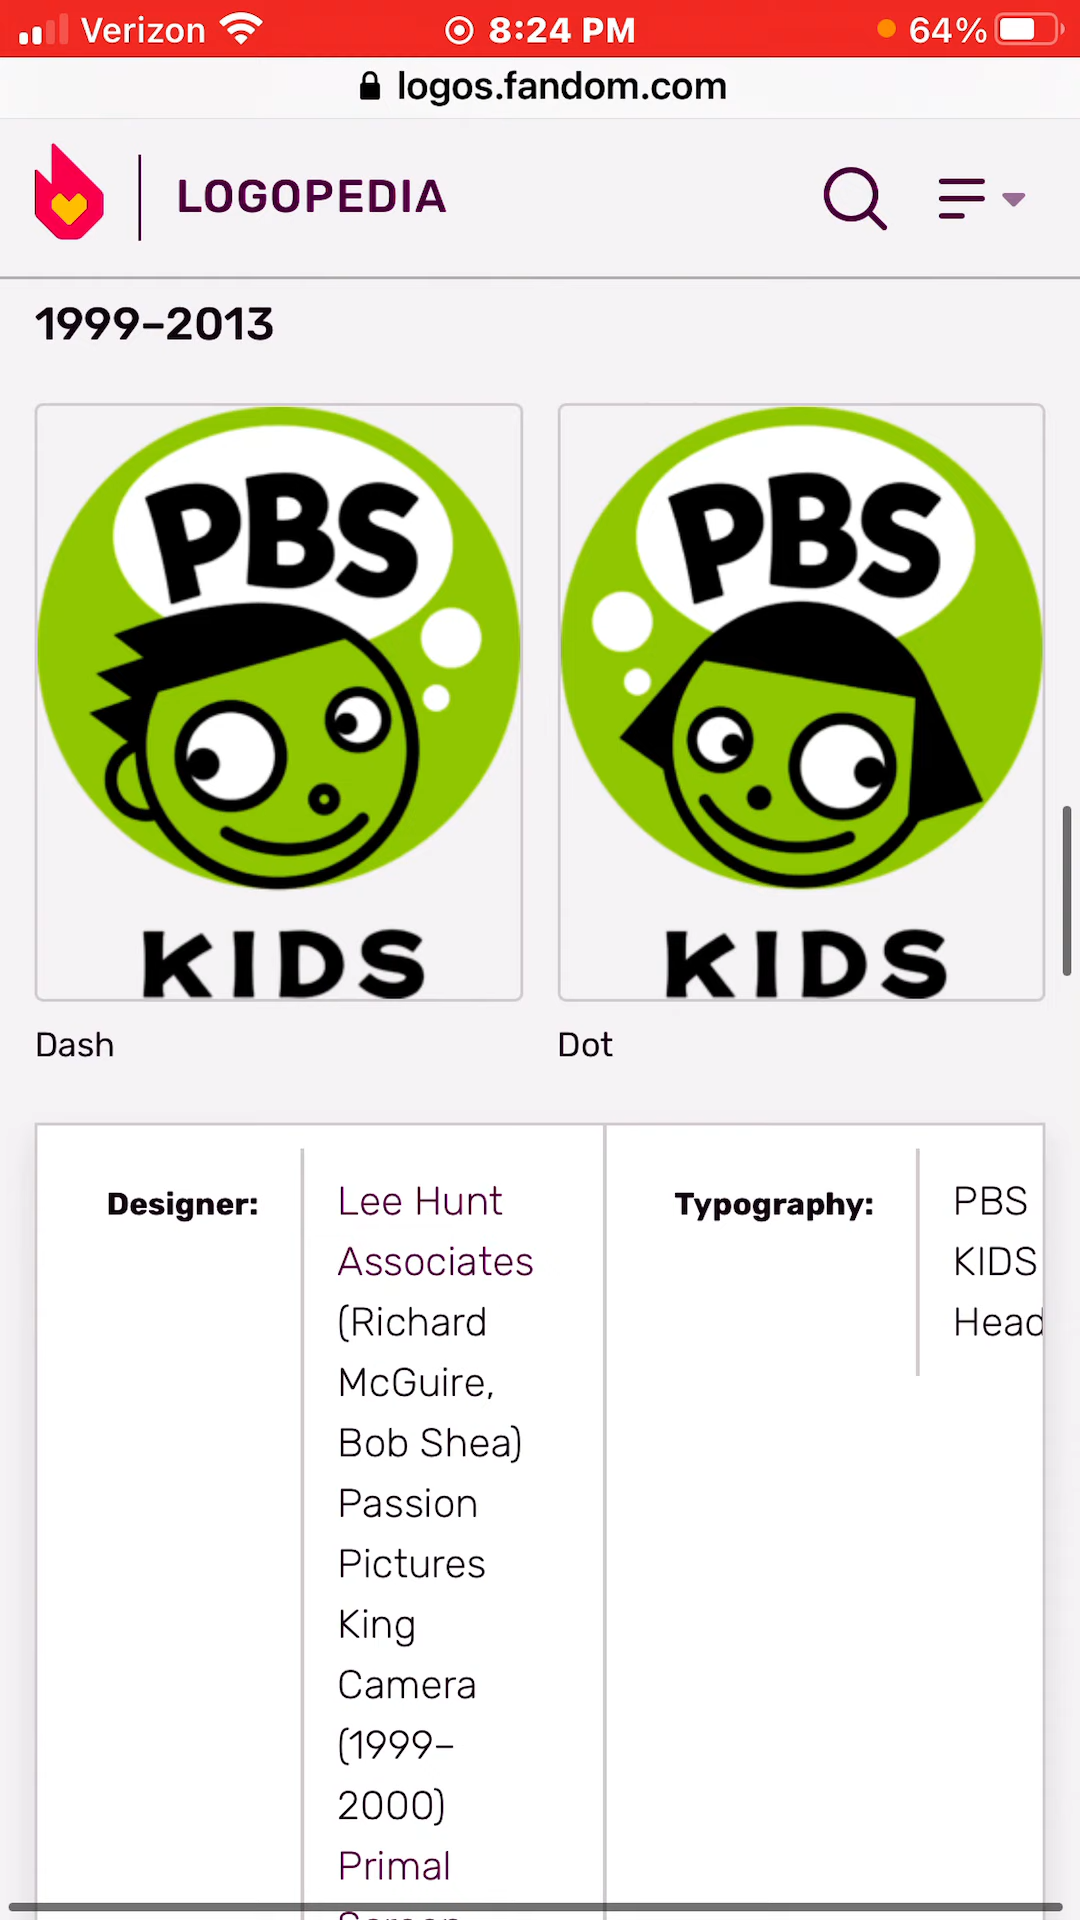 Verizon 8:24 PM 64%
logos.fandom.com
LOGOPEDIA
1999–2013
PBS PBS
KIDS KIDS
Dash Dot
Designer: Lee Hunt Typography: PBS
Associates KIDS
(Richard Head
McGuire,
Bob Shea)
Passion
Pictures
King
Camera
(1999–
2000)
Primal